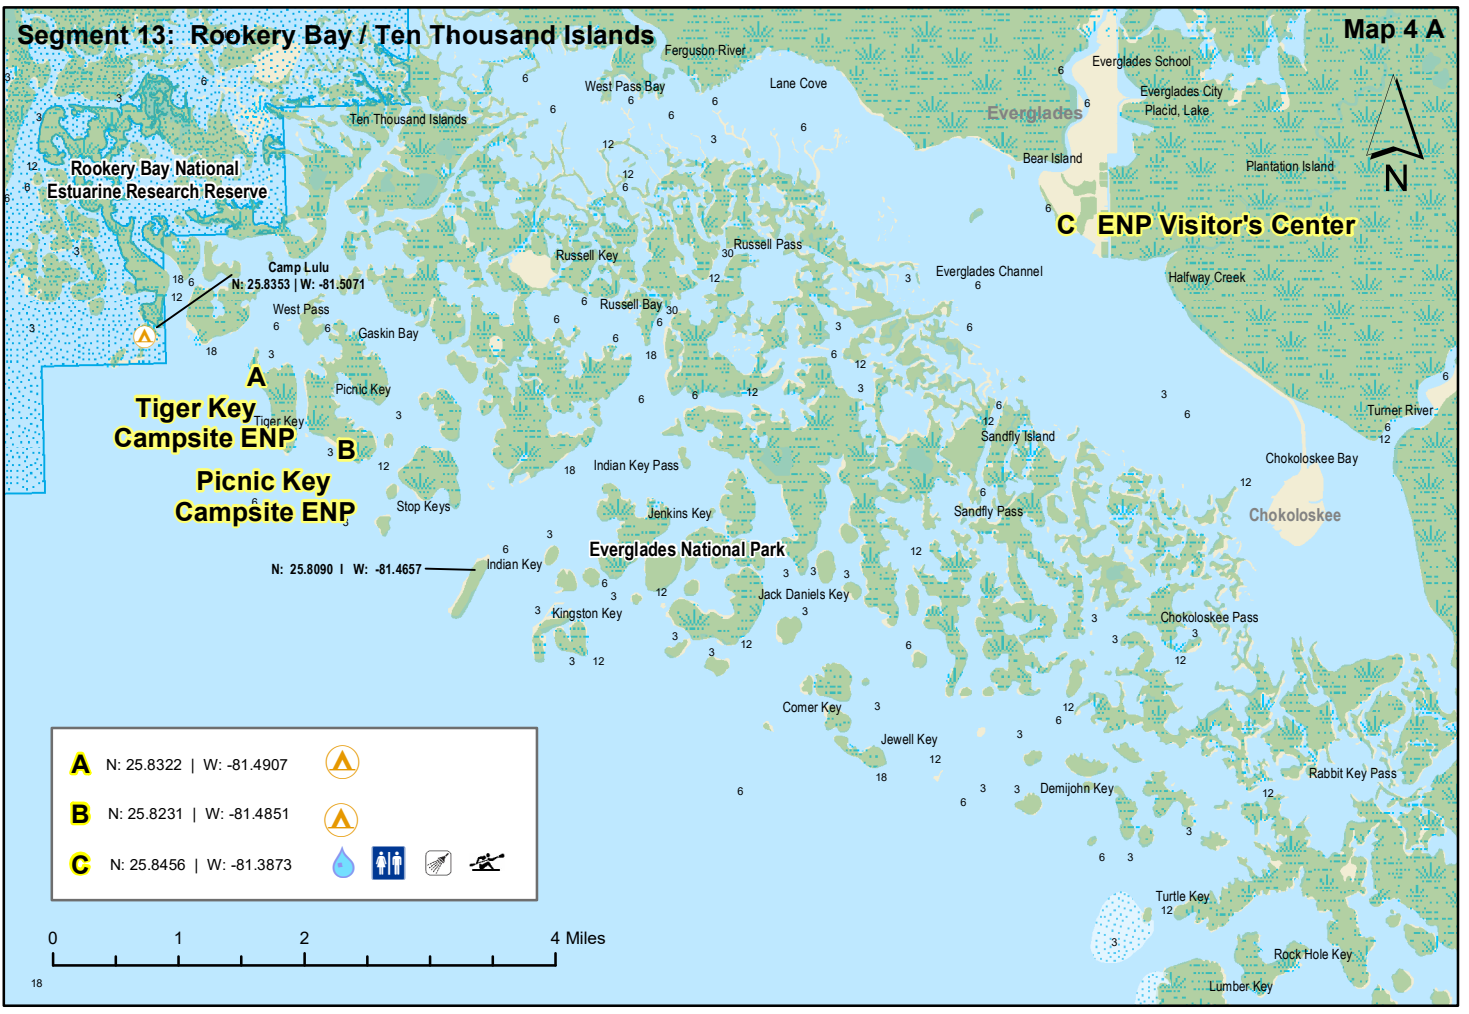 Segment 13: Rookery Bay / Ten Thousand Islands
Map 4 A
Ferguson River
West Pass Bay
Lane Cove
Everglades School
Everglades City
Placid, Lake
Everglades
Ten Thousand Islands
Bear Island
Plantation Island
N
Rookery Bay National
Estuarine Research Reserve
C ENP Visitor's Center
Russell Pass
Russell Key
Camp Lulu
N: 25.8353 | W: -81.5071
Everglades Channel
Halfway Creek
West Pass
Russell Bay
Gaskin Bay
A
Picnic Key
Tiger Key
Campsite ENP
Tiger Key
B
Turner River
Sandfly Island
Chokoloskee Bay
Indian Key Pass
Picnic Key
Campsite ENP
Stop Keys
Jenkins Key
Sandfly Pass
Chokoloskee
Everglades National Park
Indian Key
N: 25.8090 | W: -81.4657
Jack Daniels Key
Kingston Key
Chokoloskee Pass
Comer Key
Jewell Key
Rabbit Key Pass
Demijohn Key
Turtle Key
Rock Hole Key
Lumber Key
A N: 25.8322 | W: -81.4907
B N: 25.8231 | W: -81.4851
C N: 25.8456 | W: -81.3873
0 1 2 4 Miles
18